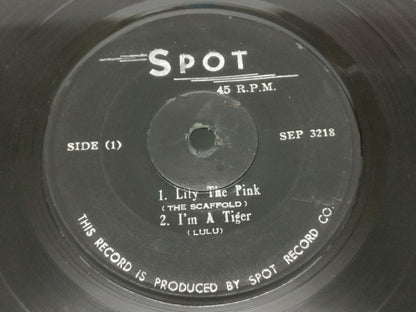 SPOT
45 R.P.M.
SIDE (1)
SEP 3218
1. Lily The Pink
(THE SCAFFOLD)
2. I'm A Tiger
(LULU)
THIS RECORD IS PRODUCED BY SPOT RECORD CO.